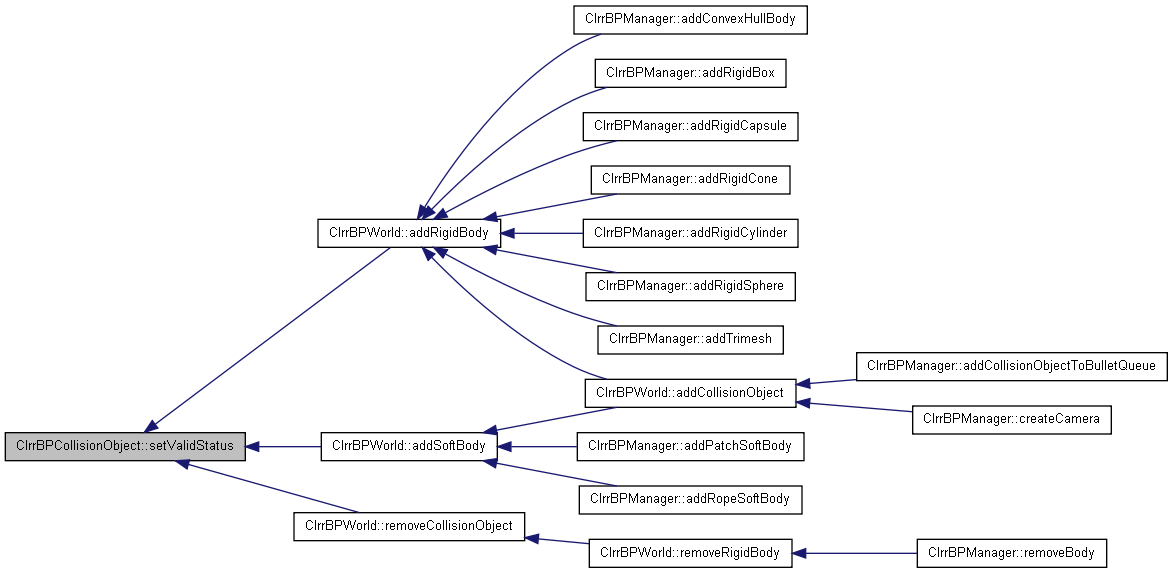 CIrrBPManager::addConvexHullBody
CIrrBPManager::addRigidBox
CIrrBPManager::addRigidCapsule
CIrrBPManager::addRigidCone
CIrrBPWorld::addRigidBody
CIrrBPManager::addRigidCylinder
CIrrBPManager::addRigidSphere
CIrrBPManager::addTrimesh
CIrrBPManager::addCollisionObjectToBulletQueue
CIrrBPWorld::addCollisionObject
CIrrBPManager::createCamera
CIrrBPCollisionObject::setValidStatus
CIrrBPWorld::addSoftBody
CIrrBPManager::addPatchSoftBody
CIrrBPManager::addRopeSoftBody
CIrrBPWorld::removeCollisionObject
CIrrBPWorld::removeRigidBody
CIrrBPManager::removeBody